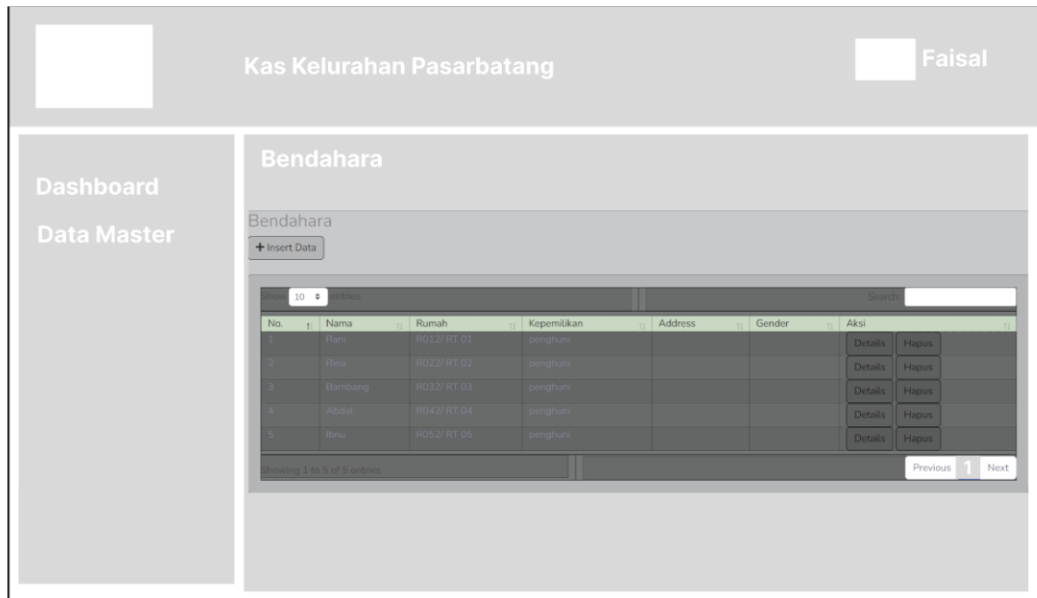 Kas Kelurahan Pasarbatang
Faisal
Dashboard
Data Master
Bendahara
Bendahara
+ Insert Data
Show 10 entries Search:
No. Nama Rumah Kepemilikan Address Gender Aksi
1 Rani R012/ RT 01 penghuni Details Hapus
2 Rina R022/ RT 02 penghuni Details Hapus
3 Bambang R032/ RT 03 penghuni Details Hapus
4 Abdul R042/ RT 04 penghuni Details Hapus
5 Ibnu R052/ RT 05 penghuni Details Hapus
Showing 1 to 5 of 5 entries Previous 1 Next